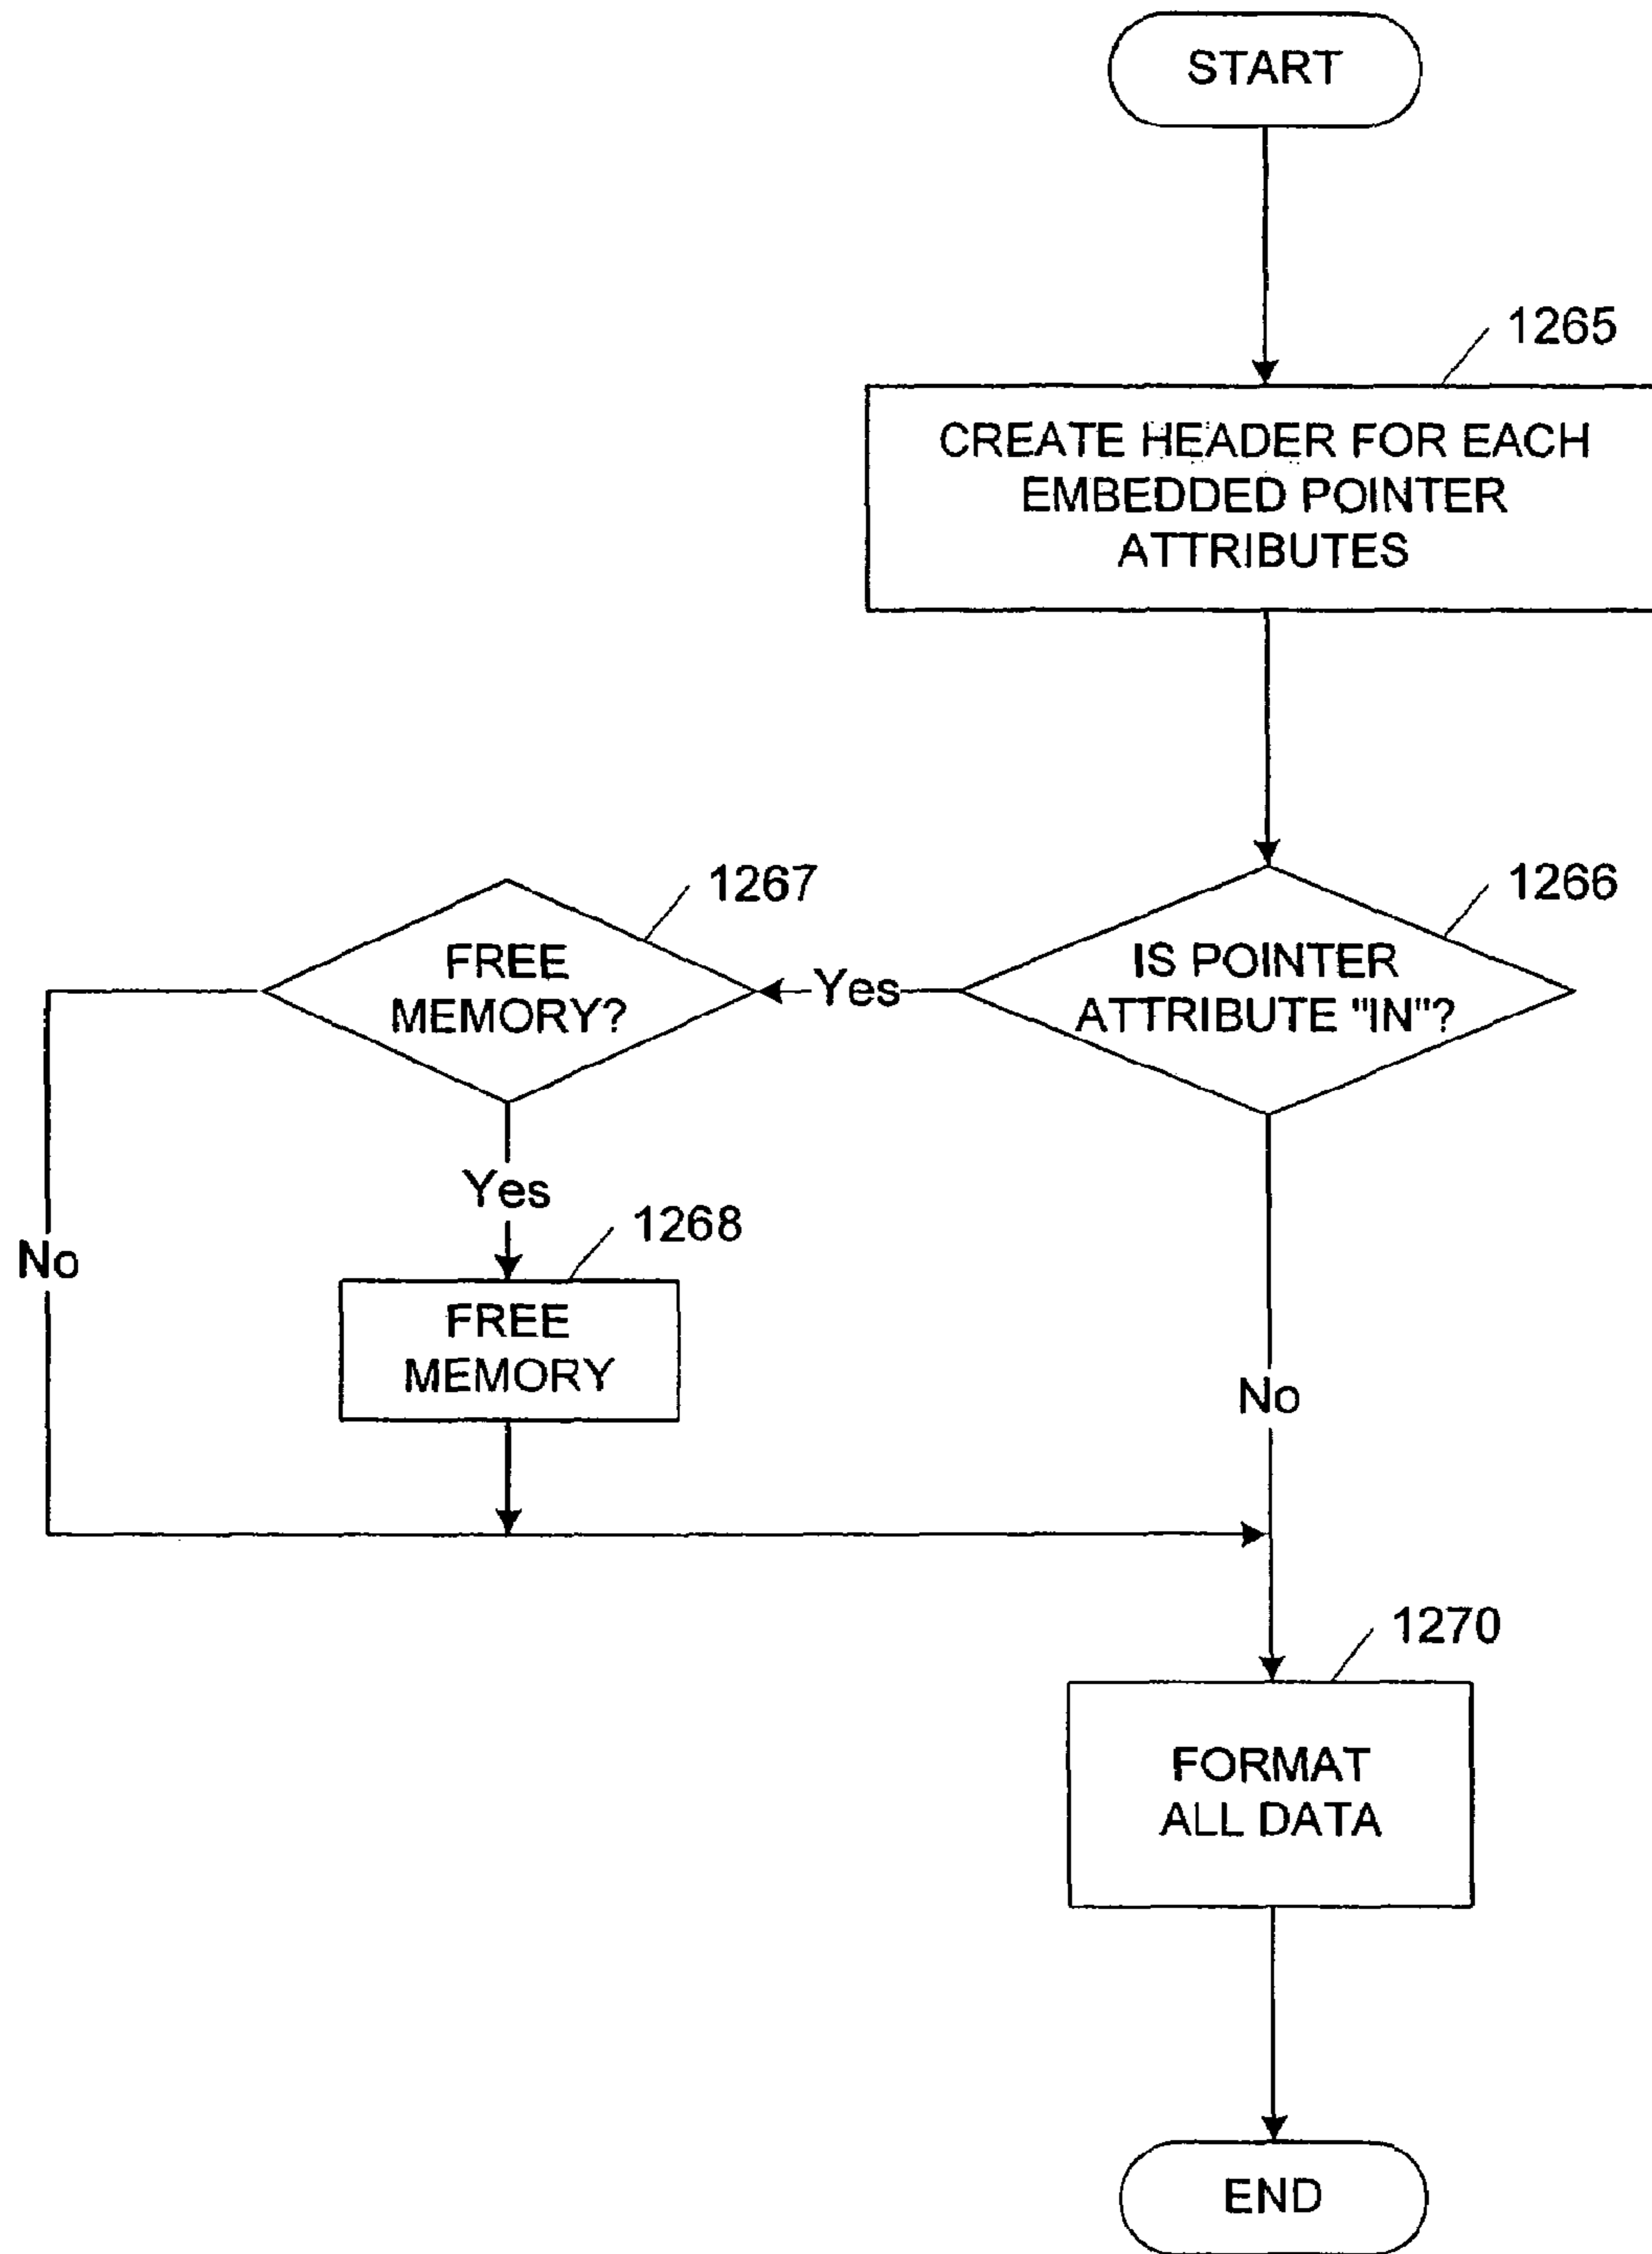 START
1265
CREATE HEADER FOR EACH
EMBEDDED POINTER
ATTRIBUTES
1267
1266
FREE
MEMORY?
Yes
IS POINTER
ATTRIBUTE "IN"?
Yes
1268
No
FREE
MEMORY
No
1270
FORMAT
ALL DATA
END